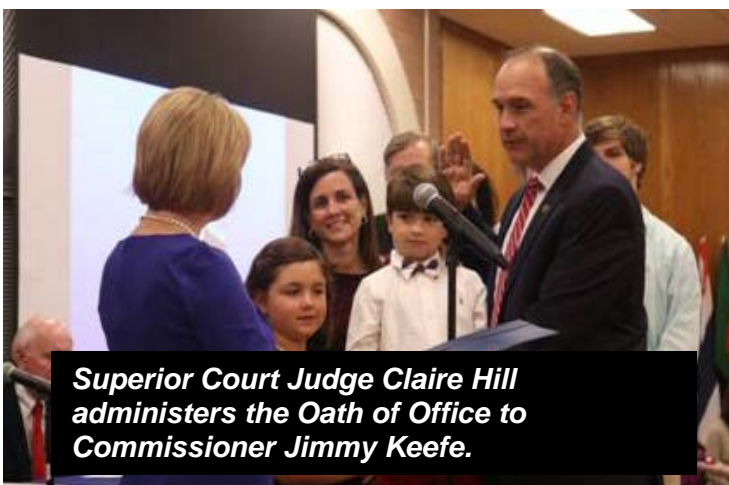 Superior Court Judge Claire Hill
administers the Oath of Office to
Commissioner Jimmy Keefe.